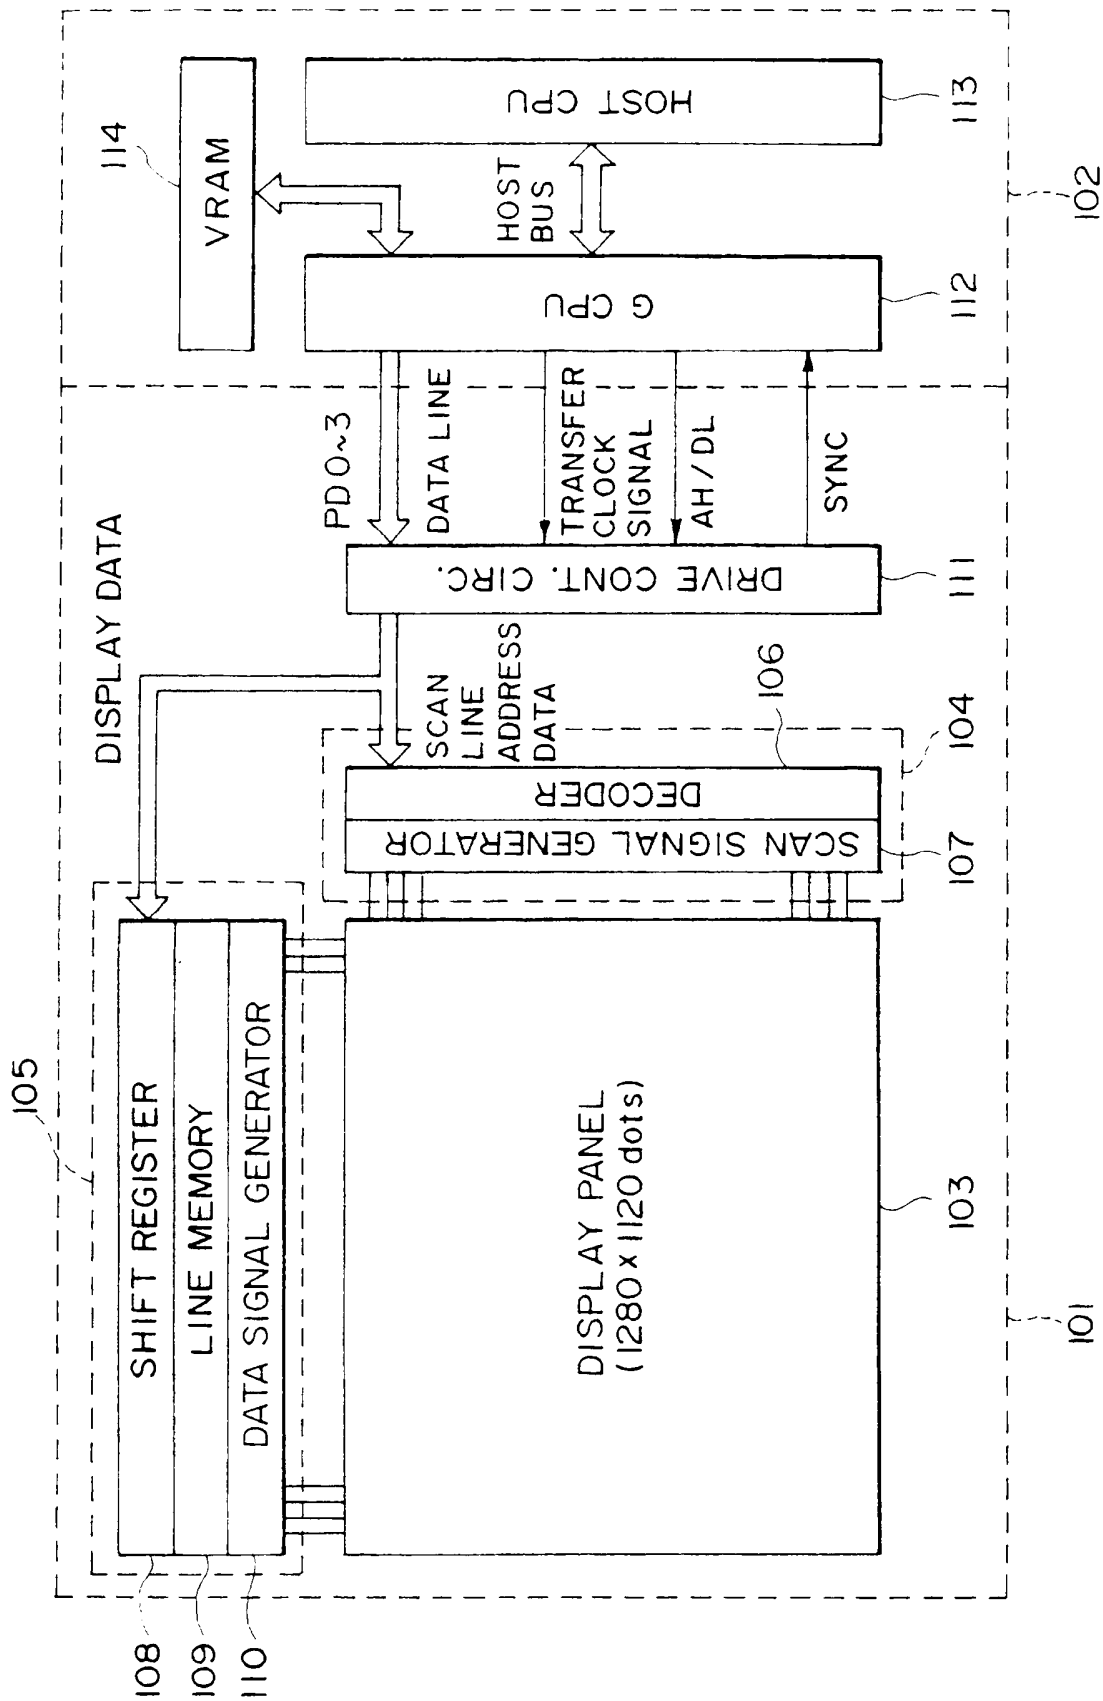 105
108
109
110
SHIFT REGISTER
LINE MEMORY
DATA SIGNAL GENERATOR
DISPLAY DATA
114
VRAM
DISPLAY PANEL
(1280 x 1120 dots)
103
SCAN SIGNAL GENERATOR
DECODER
107
106
104
SCAN
LINE
ADDRESS
DATA
DRIVE CONT. CIRC.
111
PD0~3
DATA LINE
TRANSFER
CLOCK
SIGNAL
AH/DL
SYNC
G CPU
112
HOST
BUS
HOST CPU
113
101
102